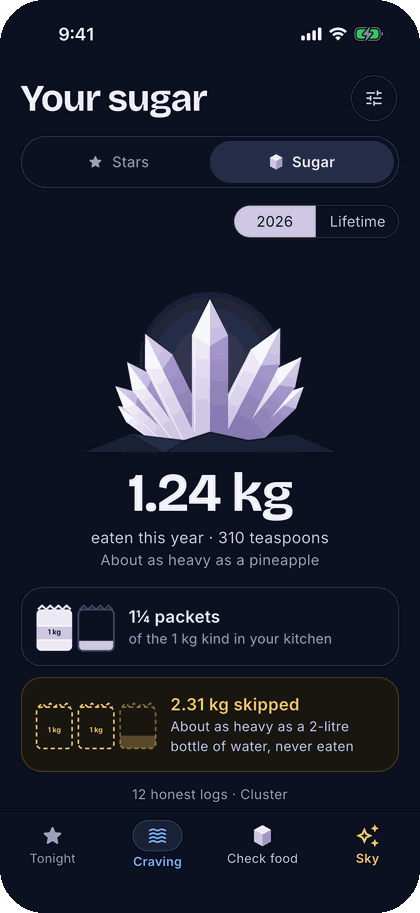 9:41
Your sugar
Stars
Sugar
2026
Lifetime
1.24 kg
eaten this year · 310 teaspoons
About as heavy as a pineapple
1 kg
1¼ packets
of the 1 kg kind in your kitchen
1 kg
1 kg
2.31 kg skipped
About as heavy as a 2-litre
bottle of water, never eaten
12 honest logs · Cluster
Tonight
Craving
Check food
Sky